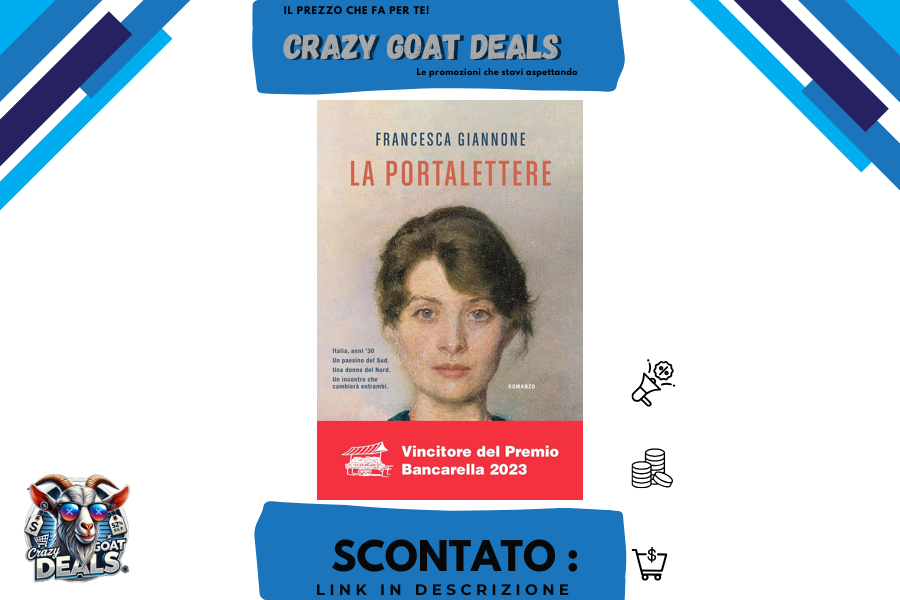 IL PREZZO CHE FA PER TE!
CRAZY GOAT DEALS
Le promozioni che stavi aspettando
FRANCESCA GIANNONE
LA PORTALETTERE
Italia, anni '30
Un paesino del Sud.
Una donna del Nord.
Un incontro che
cambierà entrambi.
ROMANZO
Vincitore del Premio
Bancarella 2023
Crazy
GOAT
DEALS
SCONTATO :
LINK IN DESCRIZIONE